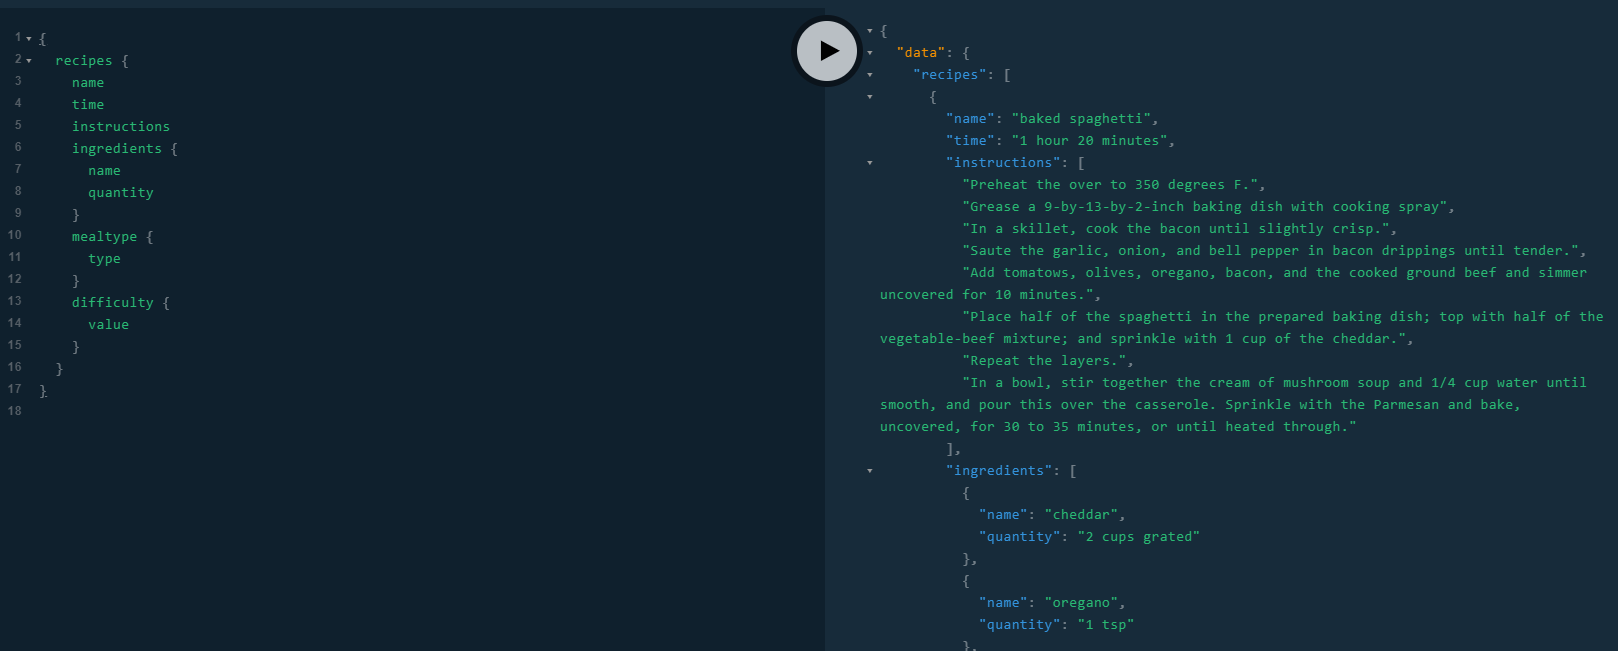 1 {
2 recipes {
3 name
4 time
5 instructions
6 ingredients {
7 name
8 quantity
9 }
10 mealtype {
11 type
12 }
13 difficulty {
14 value
15 }
16 }
17 }
18
{
"data": {
"recipes": [
{
"name": "baked spaghetti",
"time": "1 hour 20 minutes",
"instructions": [
"Preheat the over to 350 degrees F.",
"Grease a 9-by-13-by-2-inch baking dish with cooking spray",
"In a skillet, cook the bacon until slightly crisp.",
"Saute the garlic, onion, and bell pepper in bacon drippings until tender.",
"Add tomatows, olives, oregano, bacon, and the cooked ground beef and simmer
uncovered for 10 minutes.",
"Place half of the spaghetti in the prepared baking dish; top with half of the
vegetable-beef mixture; and sprinkle with 1 cup of the cheddar.",
"Repeat the layers.",
"In a bowl, stir together the cream of mushroom soup and 1/4 cup water until
smooth, and pour this over the casserole. Sprinkle with the Parmesan and bake,
uncovered, for 30 to 35 minutes, or until heated through."
],
"ingredients": [
{
"name": "cheddar",
"quantity": "2 cups grated"
},
{
"name": "oregano",
"quantity": "1 tsp"
},